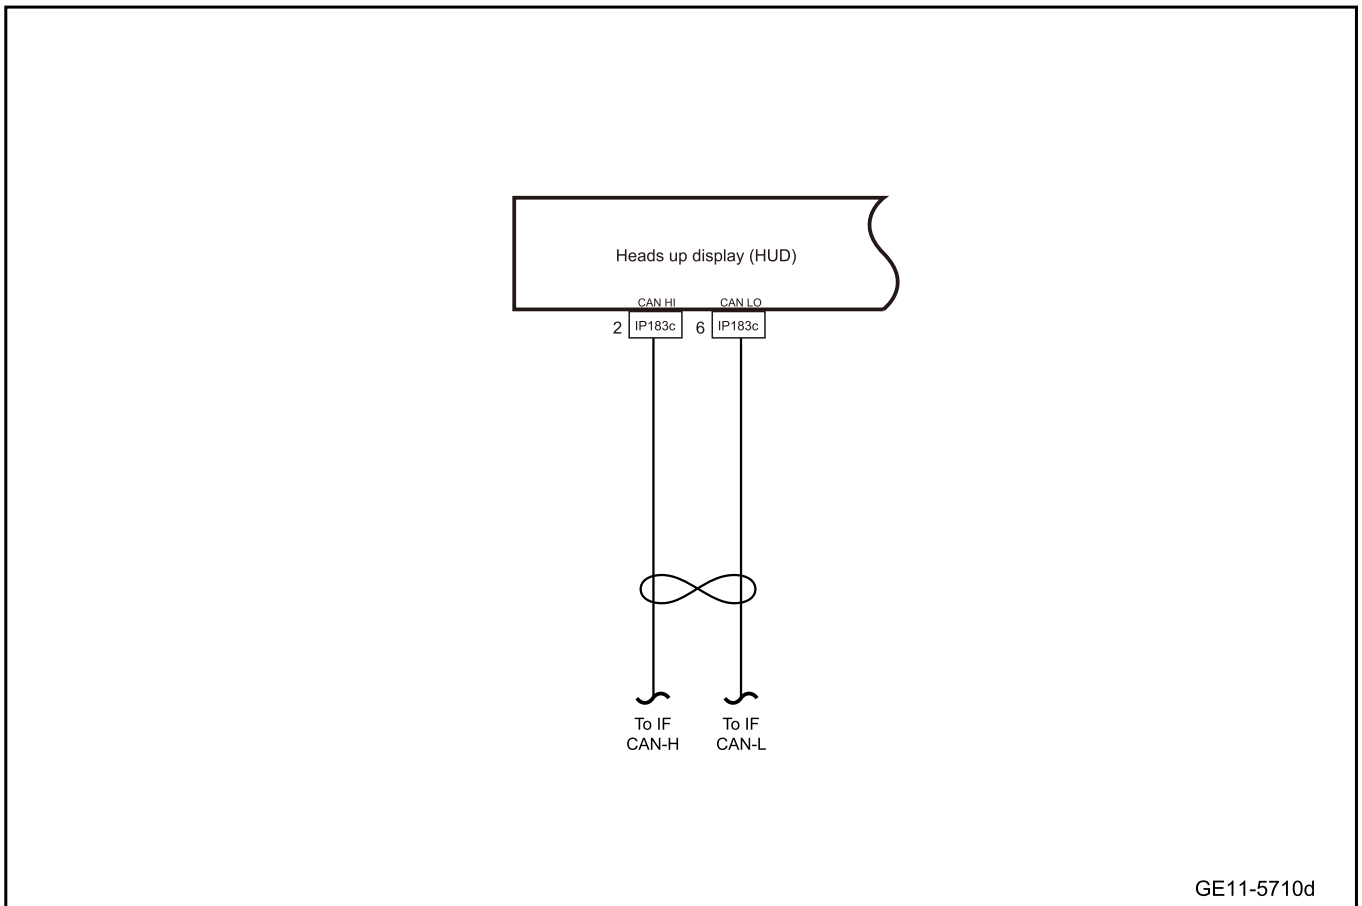 Heads up display (HUD)
CAN HI CAN LO
2 IP183c 6 IP183c
To IF
CAN-H
To IF
CAN-L
GE11-5710d